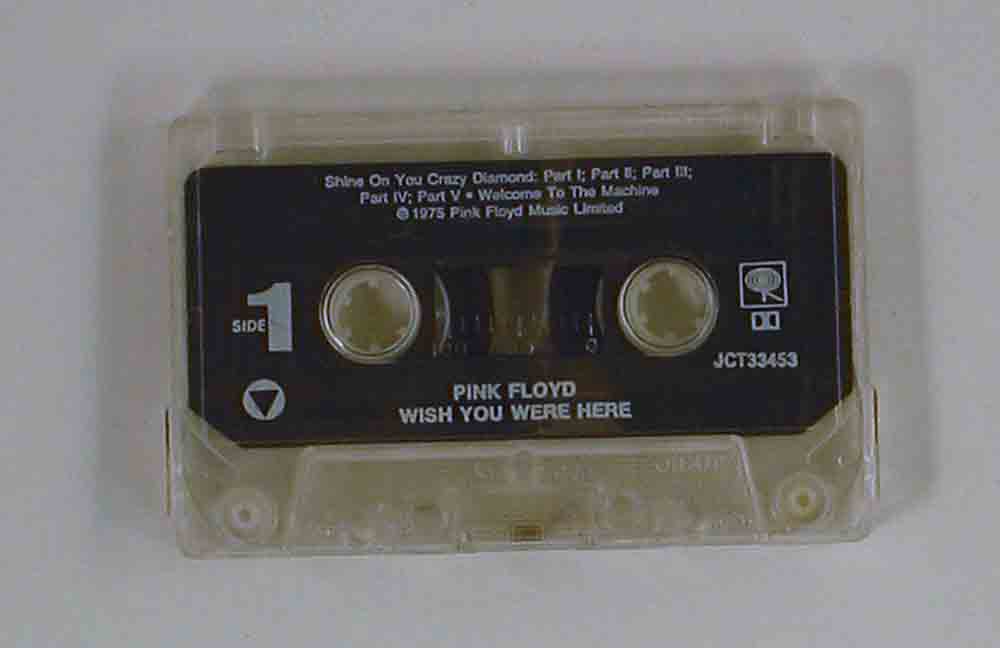 Shine On You Crazy Diamond: Part I; Part II; Part III;
Part IV; Part V • Welcome To The Machine
℗ 1975 Pink Floyd Music Limited
SIDE 1
JCT33453
PINK FLOYD
WISH YOU WERE HERE